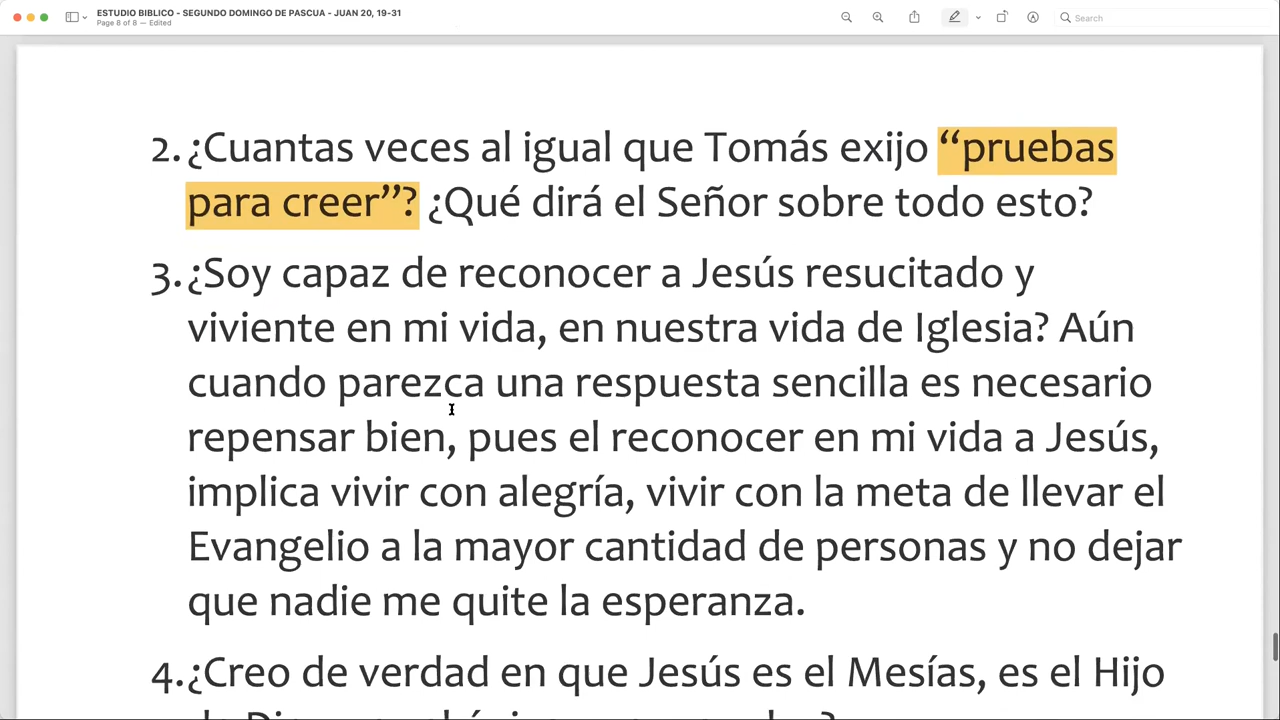 ESTUDIO BIBLICO - SEGUNDO DOMINGO DE PASCUA - JUAN 20, 19-31
Page 8 of 8 — Edited
Search
2. ¿Cuantas veces al igual que Tomás exijo “pruebas
para creer”? ¿Qué dirá el Señor sobre todo esto?
3. ¿Soy capaz de reconocer a Jesús resucitado y
viviente en mi vida, en nuestra vida de Iglesia? Aún
cuando parezca una respuesta sencilla es necesario
repensar bien, pues el reconocer en mi vida a Jesús,
implica vivir con alegría, vivir con la meta de llevar el
Evangelio a la mayor cantidad de personas y no dejar
que nadie me quite la esperanza.
4. ¿Creo de verdad en que Jesús es el Mesías, es el Hijo